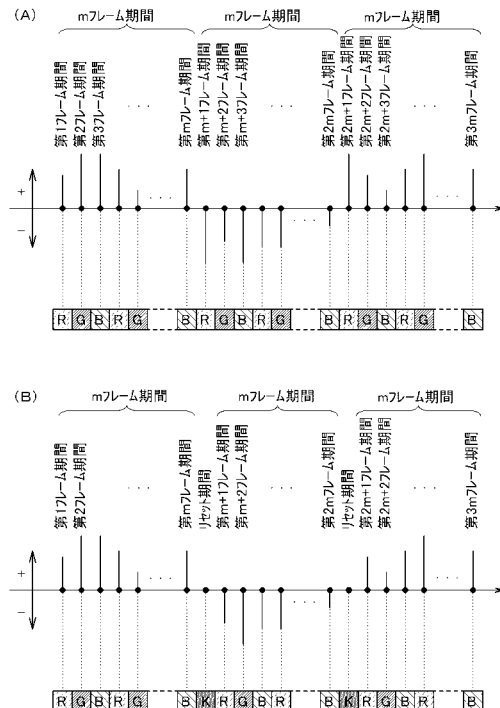 (A)
mフレーム期間 mフレーム期間 mフレーム期間
第1フレーム期間
第2フレーム期間
第3フレーム期間
・・・
第mフレーム期間
第m+1フレーム期間
第m+2フレーム期間
第m+3フレーム期間
・・・
第2mフレーム期間
第2m+1フレーム期間
第2m+2フレーム期間
第2m+3フレーム期間
・・・
第3mフレーム期間
+
−
・・・ ・・・ ・・・
R G B R G B R G B R G B R G B R G B
(B)
mフレーム期間 mフレーム期間 mフレーム期間
第1フレーム期間
第2フレーム期間
・・・
第mフレーム期間
リセット期間
第m+1フレーム期間
第m+2フレーム期間
・・・
第2mフレーム期間
リセット期間
第2m+1フレーム期間
第2m+2フレーム期間
・・・
第3mフレーム期間
+
−
・・・ ・・・ ・・・
R G B R G B K R G B R B K R G B R B